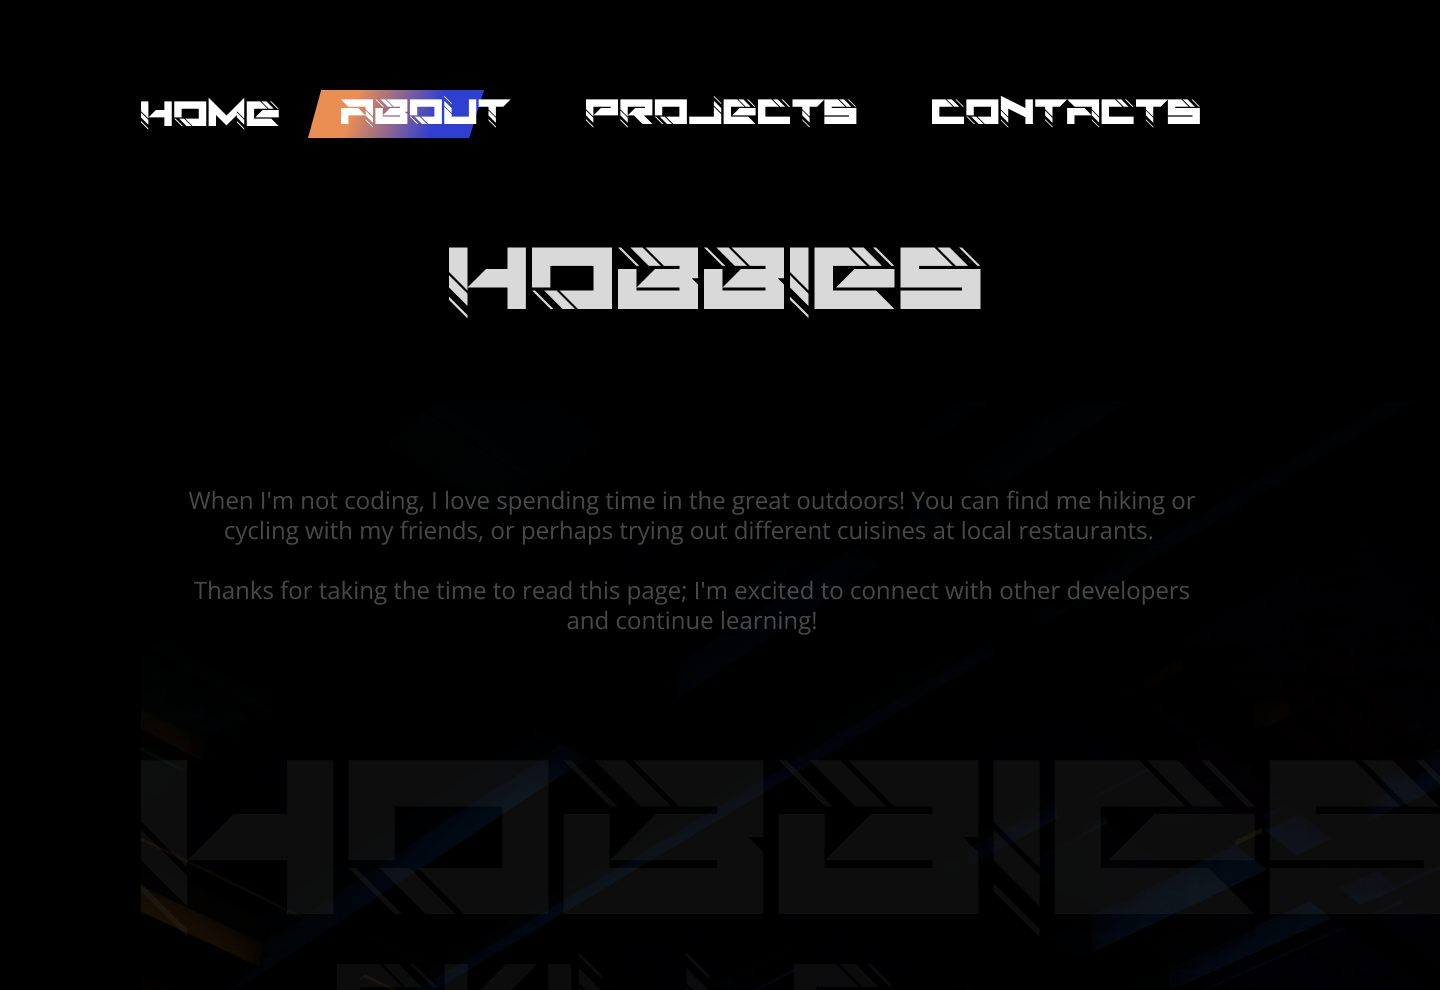 HOME ABOUT PROJECTS CONTACTS
HOBBIES
When I'm not coding, I love spending time in the great outdoors! You can find me hiking or
cycling with my friends, or perhaps trying out different cuisines at local restaurants.
Thanks for taking the time to read this page; I'm excited to connect with other developers
and continue learning!
HOBBIES